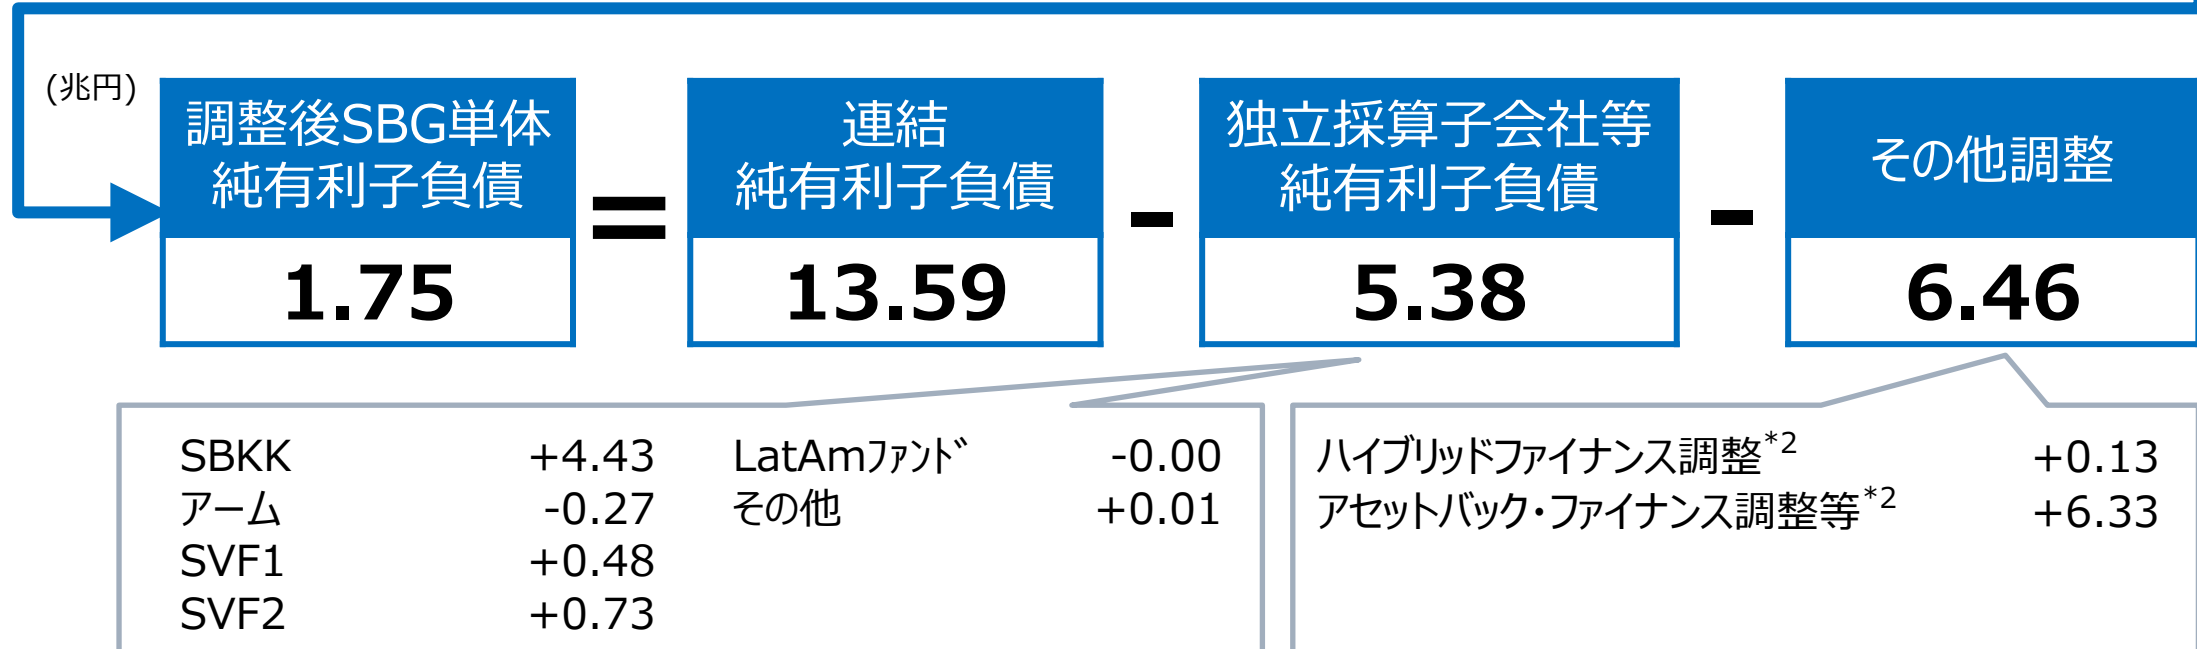 (兆円)
調整後SBG単体
純有利子負債
1.75
=
連結
純有利子負債
13.59
-
独立採算子会社等
純有利子負債
5.38
-
その他調整
6.46
SBKK +4.43
アーム -0.27
SVF1 +0.48
SVF2 +0.73
LatAmファンド -0.00
その他 +0.01
ハイブリッドファイナンス調整*2 +0.13
アセットバック・ファイナンス調整等*2 +6.33